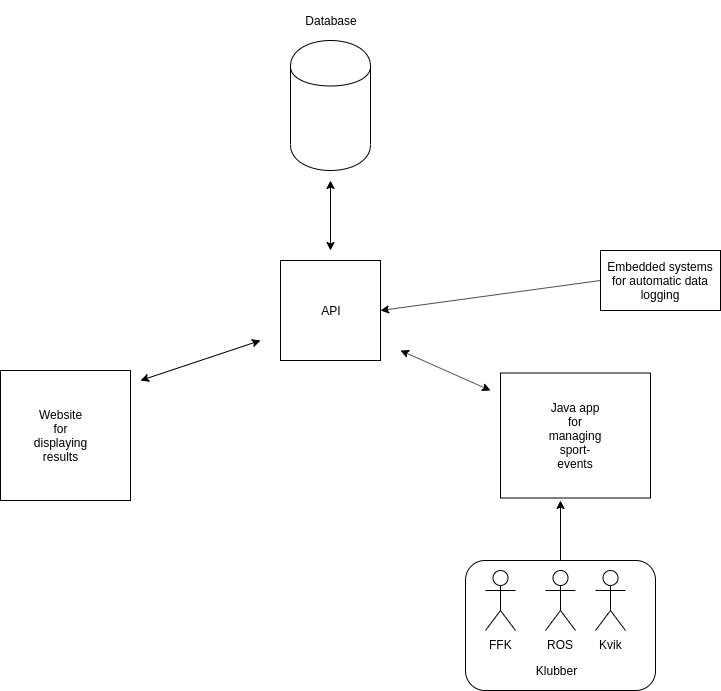 Database
API
Embedded systems
for automatic data
logging
Website
for
displaying
results
Java app
for
managing
sport-
events
FFK
ROS
Kvik
Klubber